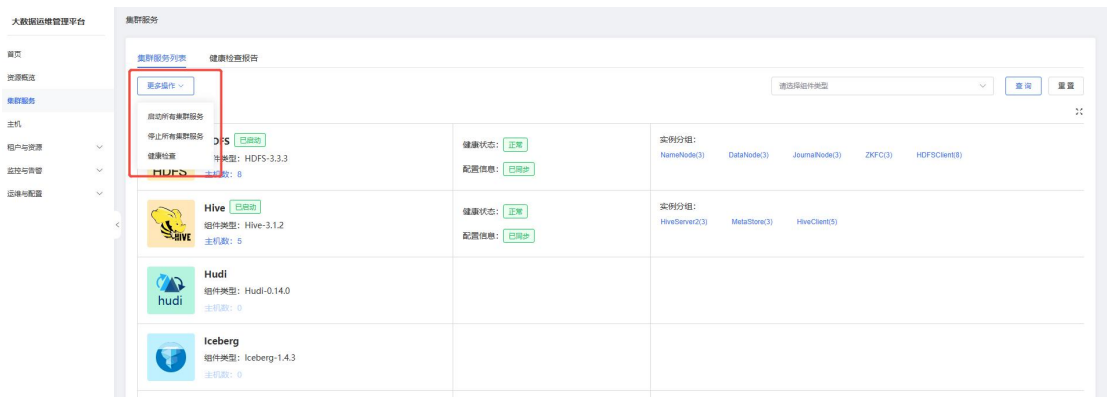 大数据运维管理平台
集群服务
首页
资源概览
集群服务
主机
租户与资源
监控与告警
运维与配置
集群服务列表 健康检查报告
更多操作
请选择组件类型
查询 重置
启动所有集群服务
停止所有集群服务
健康检查
DFS 已启动
件类型：HDFS-3.3.3
HDFS
主机数：8
健康状态：正常
配置信息：已同步
实例分组：
NameNode(3) DataNode(3) JournalNode(3) ZKFC(3) HDFSClient(8)
HIVE
Hive 已启动
组件类型：Hive-3.1.2
主机数：5
健康状态：正常
配置信息：已同步
实例分组：
HiveServer2(3) MetaStore(3) HiveClient(5)
hudi
Hudi
组件类型：Hudi-0.14.0
主机数：0
Iceberg
组件类型：Iceberg-1.4.3
主机数：0